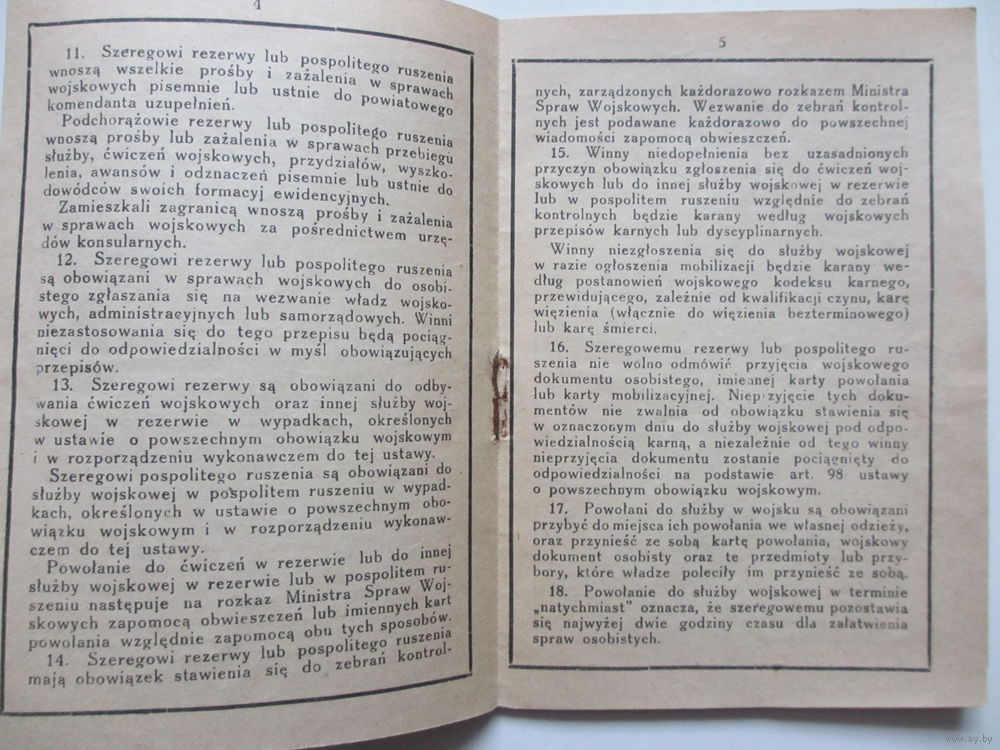 4
11. Szeregowi rezerwy lub pospolitego ruszenia
wnoszą wszelkie prośby i zażalenia w sprawach
wojskowych pisemnie lub ustnie do powiatowego
komendanta uzupełnień.
Podchorążowie rezerwy lub pospolitego ruszenia
wnoszą prośby lub zażalenia w sprawach przebiegu
służby, ćwiczeń wojskowych, przydziałów, wyszko-
lenia, awansów i odznaczeń pisemnie lub ustnie do
dowódców swoich formacyj ewidencyjnych.
Zamieszkali zagranicą wnoszą prośby i zażalenia
w sprawach wojskowych za pośrednictwem urzę-
dów konsularnych.
12. Szeregowi rezerwy lub pospolitego ruszenia
są obowiązani w sprawach wojskowych do osobi-
stego zgłaszania się na wezwanie władz wojsko-
wych, administracyjnych lub samorządowych. Winni
niezastosowania się do tego przepisu będą pociąg-
nięci do odpowiedzialności w myśl obowiązujących
przepisów.
13. Szeregowi rezerwy są obowiązani do odby-
wania ćwiczeń wojskowych oraz innej służby woj-
skowej w rezerwie w wypadkach, określonych
w ustawie o powszechnym obowiązku wojskowym
i w rozporządzeniu wykonawczem do tej ustawy.
Szeregowi pospolitego ruszenia są obowiązani do
służby wojskowej w pospolitem ruszeniu w wypad-
kach, określonych w ustawie o powszechnym obo-
wiązku wojskowym i w rozporządzeniu wykonaw-
czem do tej ustawy.
Powołanie do ćwiczeń w rezerwie lub do innej
służby wojskowej w rezerwie lub w pospolitem ru-
szeniu następuje na rozkaz Ministra Spraw Woj-
skowych zapomocą obwieszczeń lub imiennych kart
powołania względnie zapomocą obu tych sposobów.
14. Szeregowi rezerwy lub pospolitego ruszenia
mają obowiązek stawienia się do zebrań kontrol-
5
nych, zarządzonych każdorazowo rozkazem Ministra
Spraw Wojskowych. Wezwanie do zebrań kontrol-
nych jest podawane każdorazowo do powszechnej
wiadomości zapomocą obwieszczeń.
15. Winny niedopełnienia bez uzasadnionych
przyczyn obowiązku zgłoszenia się do ćwiczeń woj-
skowych lub do innej służby wojskowej w rezerwie
lub w pospolitem ruszeniu względnie do zebrań
kontrolnych będzie karany według wojskowych
przepisów karnych lub dyscyplinarnych.
Winny niezgłoszenia się do służby wojskowej
w razie ogłoszenia mobilizacji będzie karany we-
dług postanowień wojskowego kodeksu karnego,
przewidującego, zależnie od kwalifikacji czynu, karę
więzienia (włącznie do więzienia bezterminowego)
lub karę śmierci.
16. Szeregowemu rezerwy lub pospolitego ru-
szenia nie wolno odmówić przyjęcia wojskowego
dokumentu osobistego, imiennej karty powołania
lub karty mobilizacyjnej. Nieprzyjęcie tych doku-
mentów nie zwalnia od obowiązku stawienia się
w oznaczonym dniu do służby wojskowej pod odpo-
wiedzialnością karną, a niezależnie od tego winny
nieprzyjęcia dokumentu zostanie pociągnięty do
odpowiedzialności na podstawie art. 98 ustawy
o powszechnym obowiązku wojskowym.
17. Powołani do służby w wojsku są obowiązani
przybyć do miejsca ich powołania we własnej odzieży,
oraz przynieść ze sobą kartę powołania, wojskowy
dokument osobisty oraz te przedmioty lub przy-
bory, które władze poleciły im przynieść ze sobą.
18. Powołanie do służby wojskowej w terminie
„natychmiast" oznacza, że szeregowemu pozostawia
się najwyżej dwie godziny czasu dla załatwienia
spraw osobistych.
www.ay.by